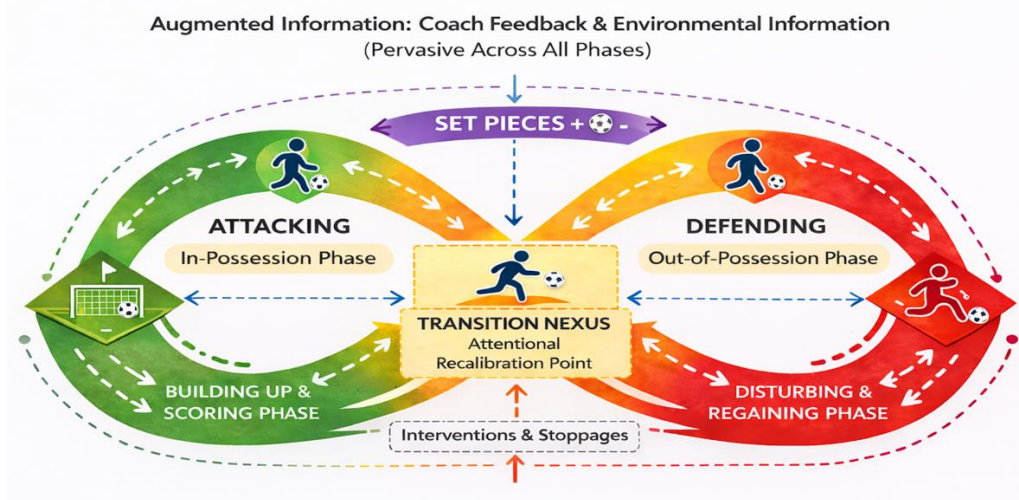 Augmented Information: Coach Feedback & Environmental Information
(Pervasive Across All Phases)
SET PIECES + -
ATTACKING
In-Possession Phase
DEFENDING
Out-of-Possession Phase
TRANSITION NEXUS
Attentional
Recalibration Point
BUILDING UP &
SCORING PHASE
DISTURBING &
REGAINING PHASE
Interventions & Stoppages